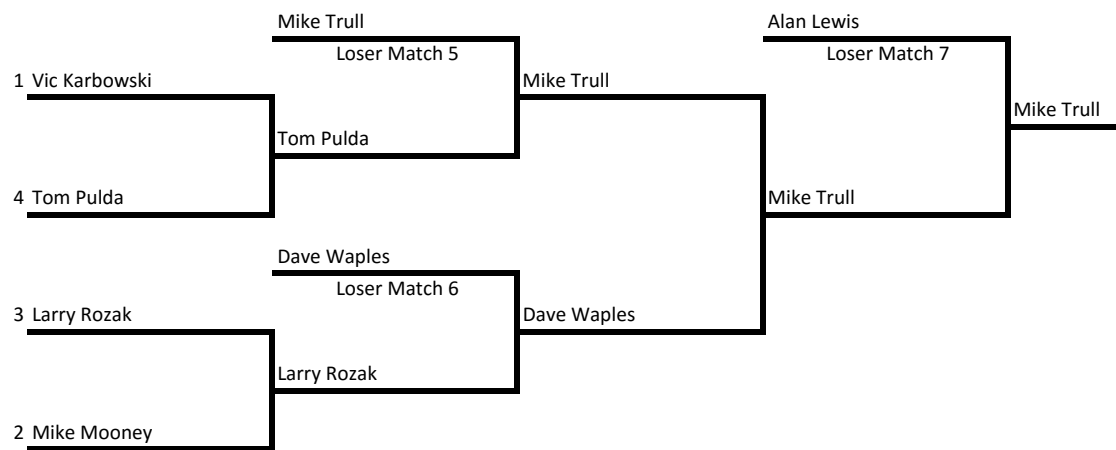 Mike Trull
Alan Lewis
Loser Match 5
Loser Match 7
1 Vic Karbowski
Mike Trull
Mike Trull
Tom Pulda
4 Tom Pulda
Mike Trull
Dave Waples
Loser Match 6
3 Larry Rozak
Dave Waples
Larry Rozak
2 Mike Mooney